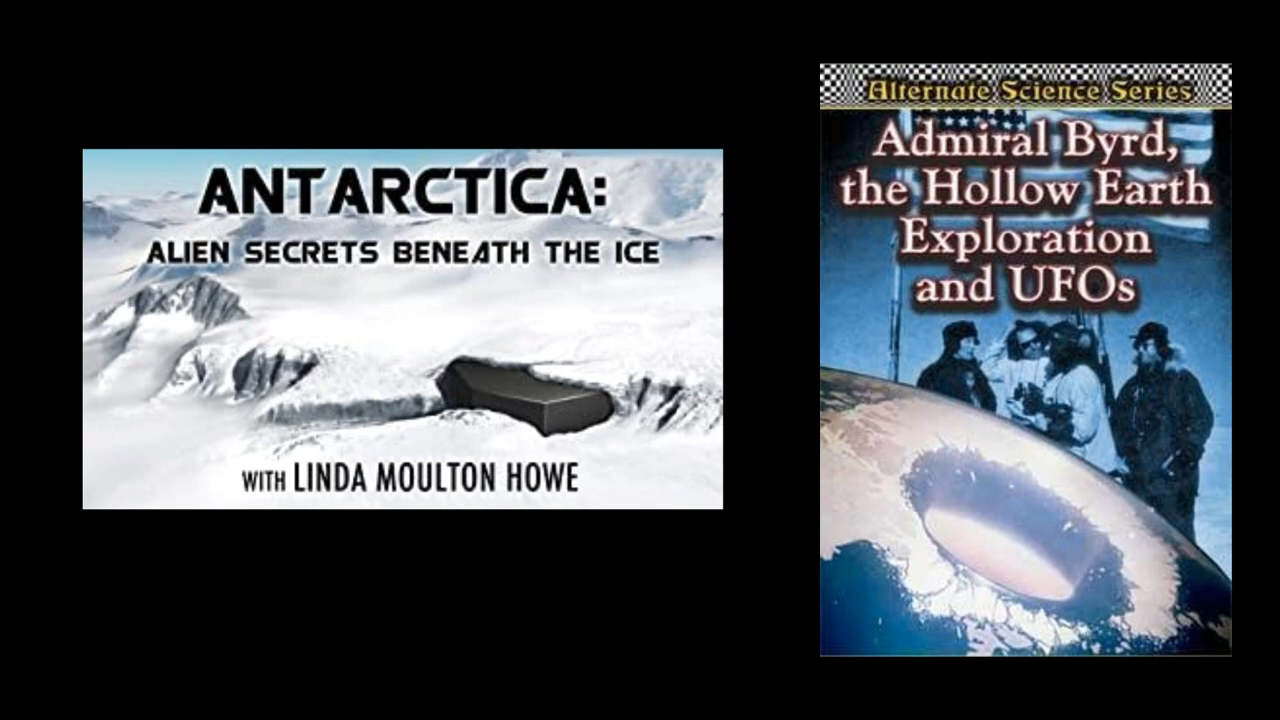 ANTARCTICA:
ALIEN SECRETS BENEATH THE ICE
WITH LINDA MOULTON HOWE
Alternate Science Series
Admiral Byrd,
the Hollow Earth
Exploration
and UFOs